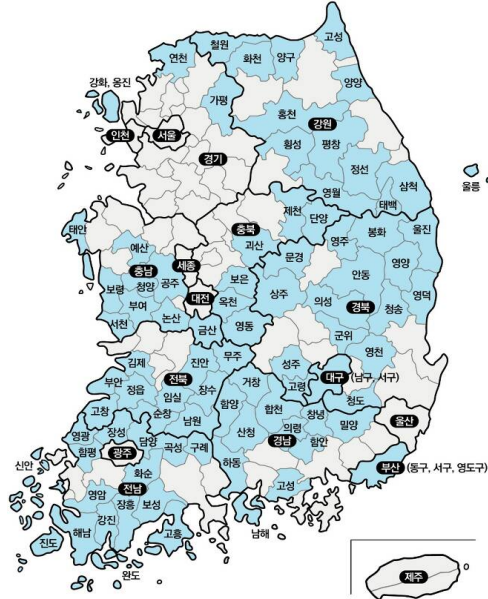 고성
철원
연천
화천
양구
양양
강화, 옹진
가평
홍천
강원
인천
서울
횡성
평창
경기
정선
울릉
영월
삼척
태백
제천
단양
충북
태안
괴산
영주
봉화
울진
예산
문경
세종
충남
안동
영양
보령
청양
공주
보은
대전
상주
의성
경북
청송
영덕
부여
옥천
서천
논산
금산
영동
군위
김제
진안
무주
성주
영천
대구
(남구, 서구)
부안
전북
거창
고령
정읍
임실
장수
청도
고창
순창
함양
합천
창녕
울산
남원
의령
밀양
영광
장성
담양
산청
경남
함안
함평
광주
곡성
구례
신안
화순
하동
부산
(동구, 서구, 영도구)
영암
전남
고성
장흥
보성
강진
해남
고흥
남해
진도
완도
제주